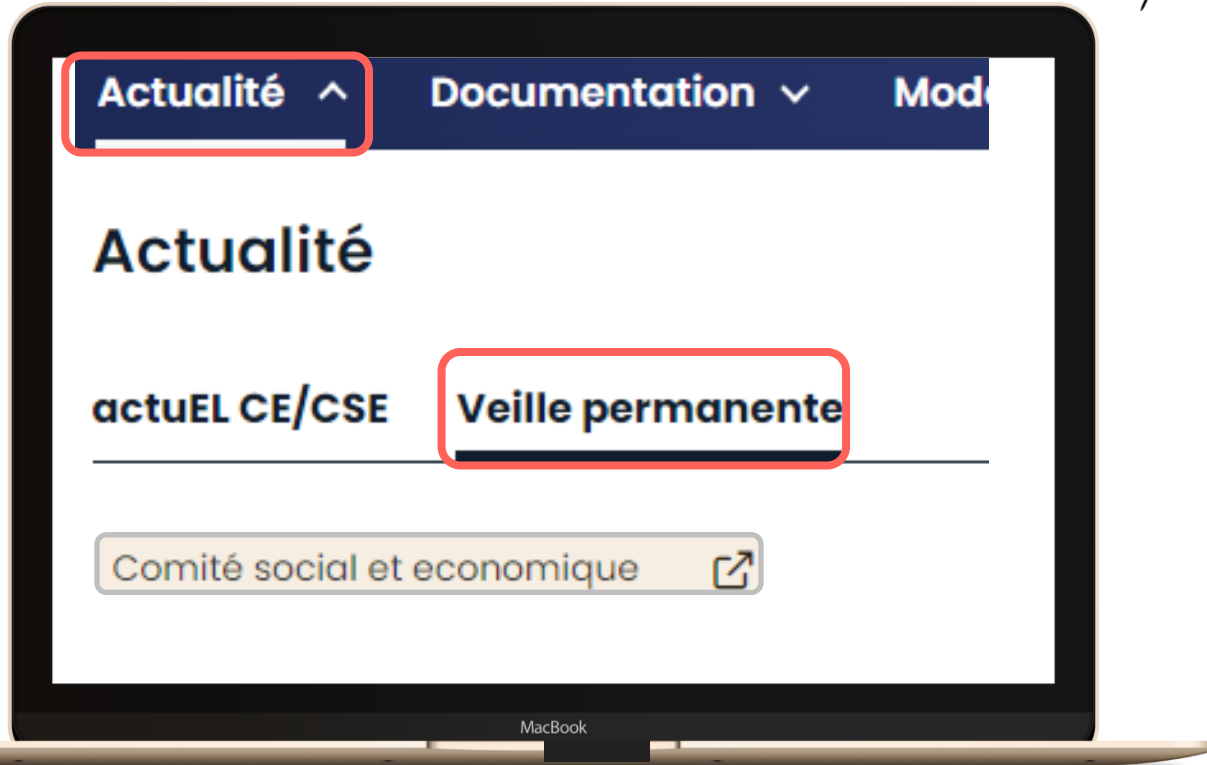 Actualité Documentation
Actualité
actuEL CE/CSE Veille permanente
Comité social et economique
MacBook